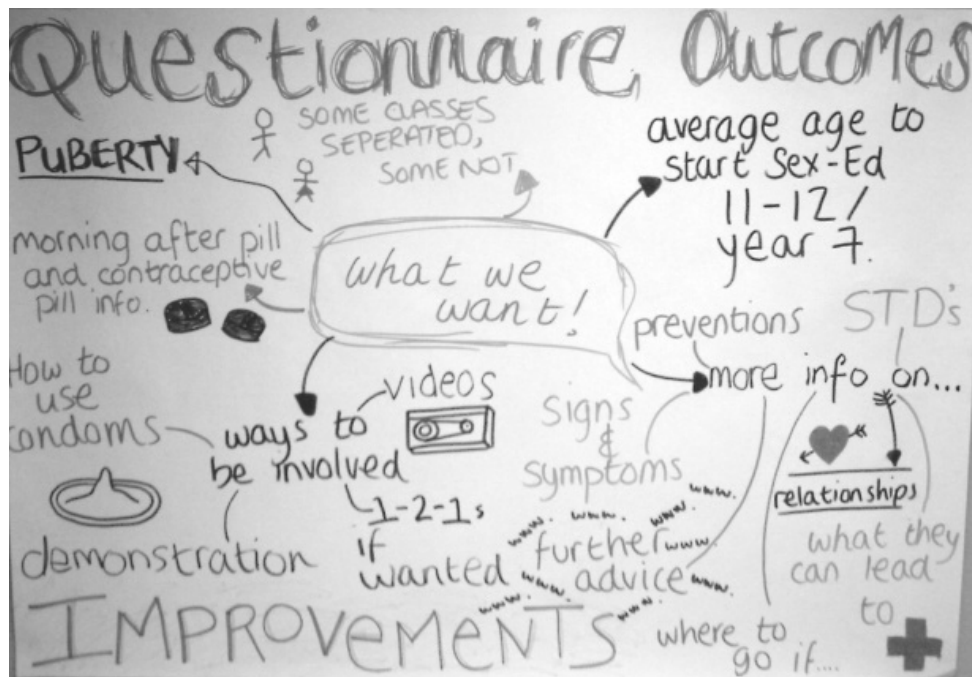 Questionnaire Outcomes
SOME CLASSES
SEPERATED,
SOME NOT
PUBERTY
average age to
start Sex-Ed
11-12/
year 7.
morning after pill
and contraceptive
pill info.
what we
want!
preventions
STD's
more info on...
How to
use
condoms
ways to
be involved
videos
Signs
&
symptoms
relationships
1-2-1s
if
wanted
demonstration
further
advice
www.
www.
www.
www.
www.
www.
www.
www.
www.
www.
what they
can lead
to
where to
go if....
IMPROVEMENTS